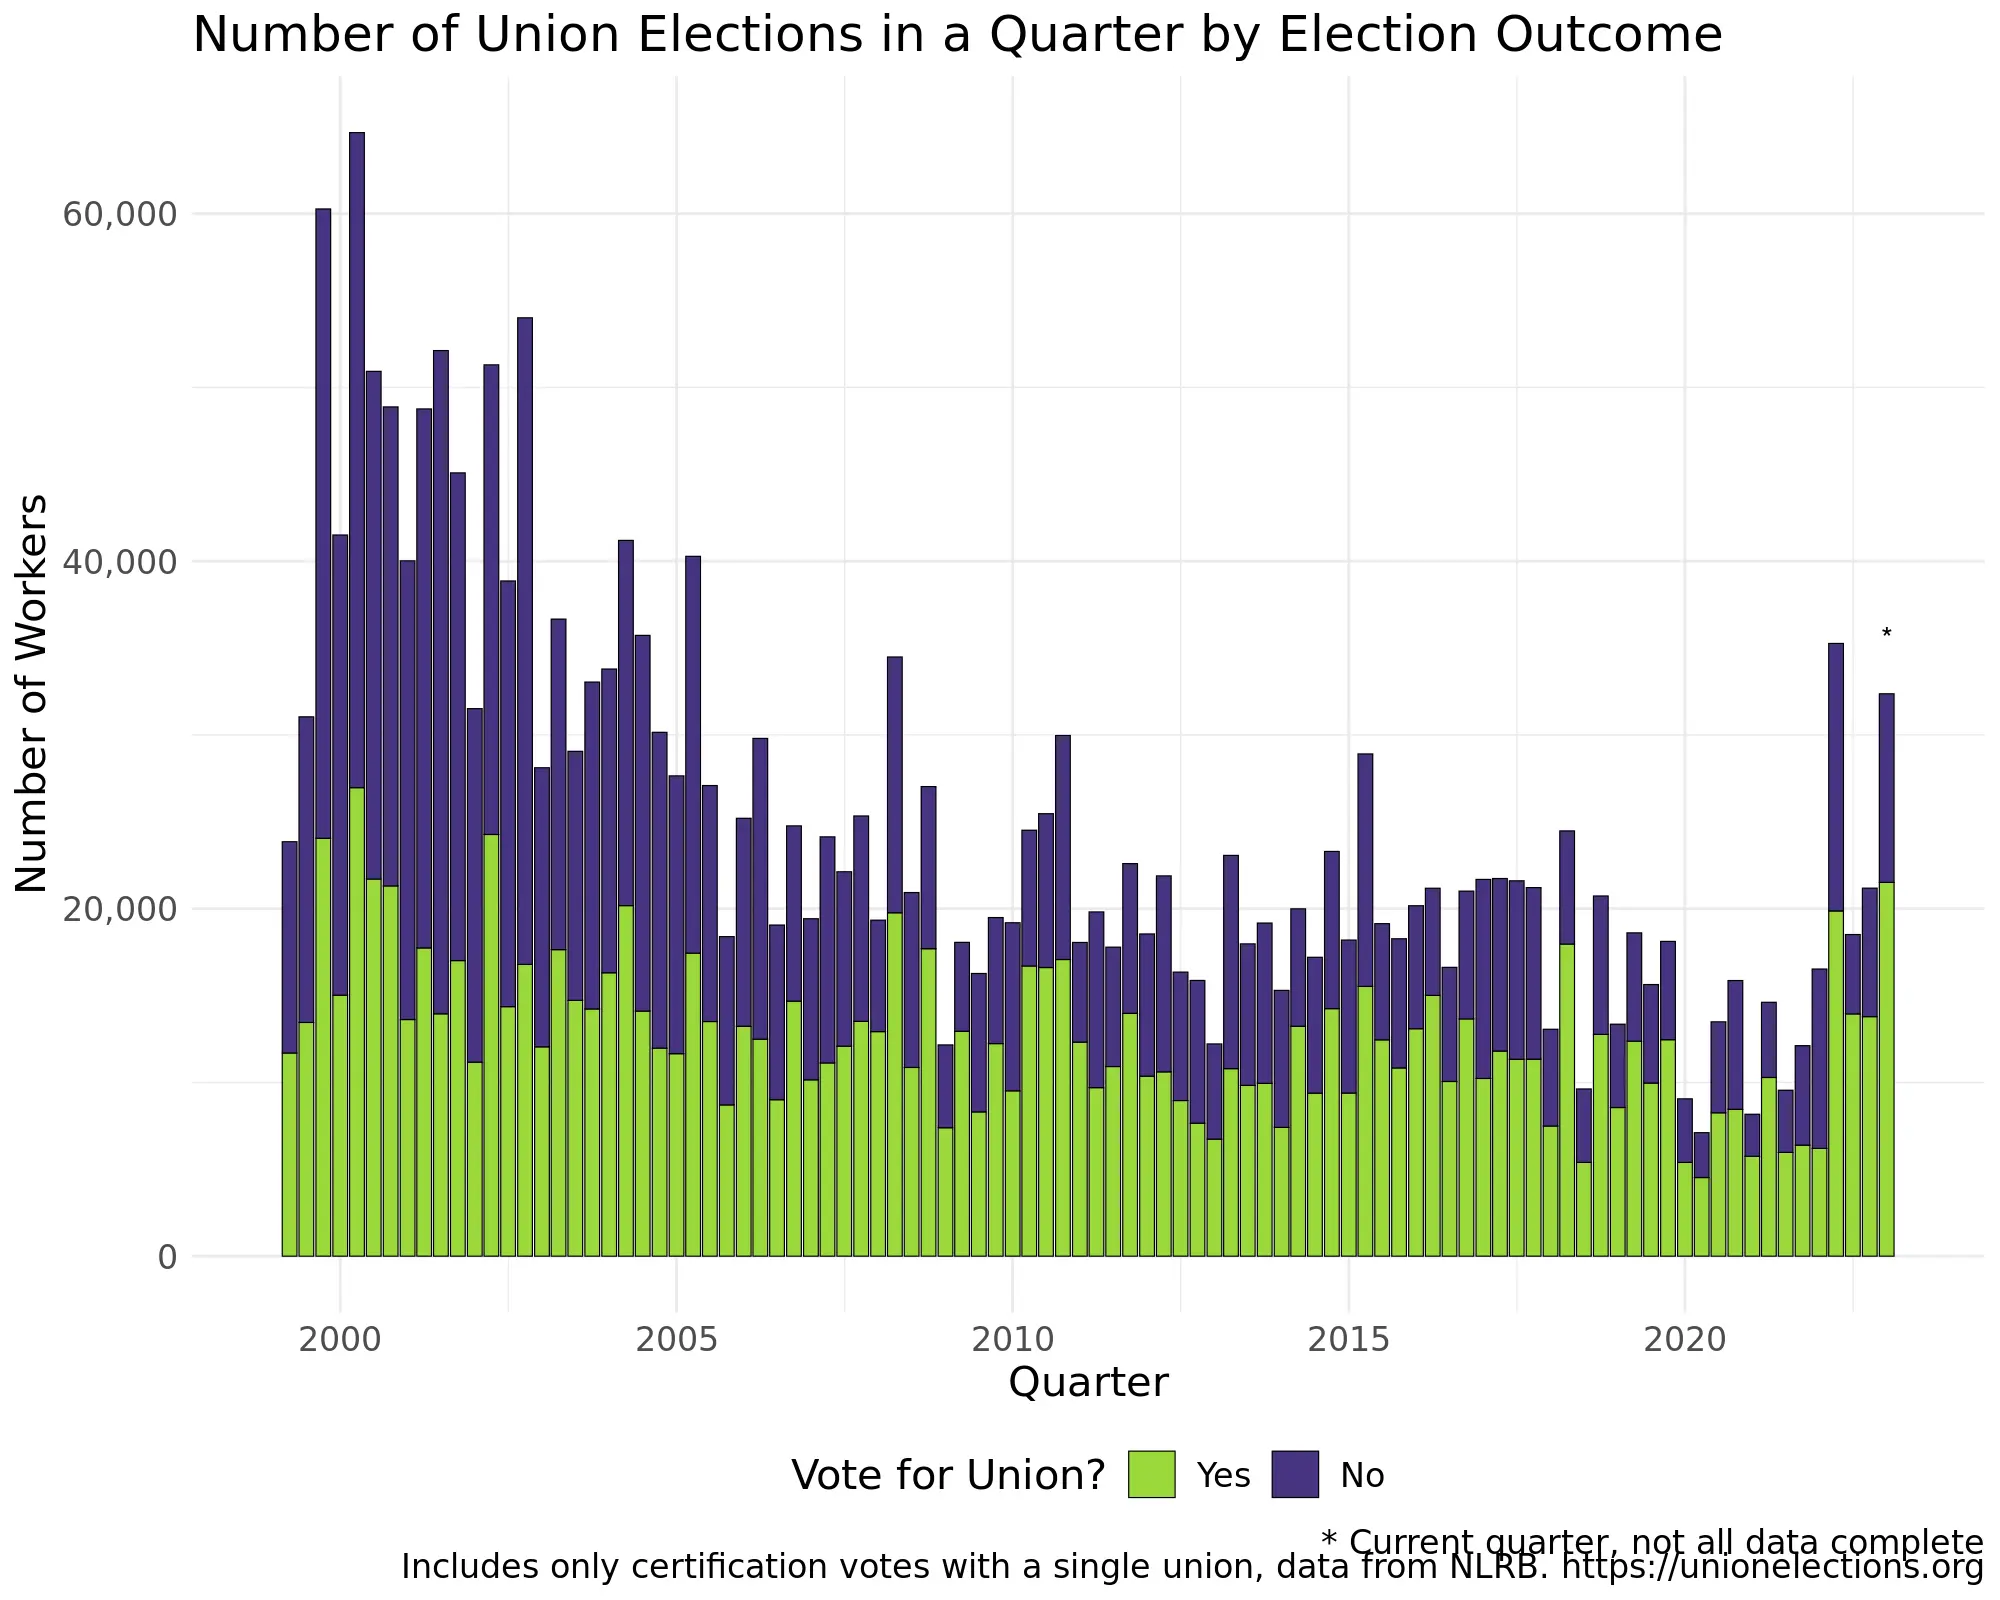 Number of Union Elections in a Quarter by Election Outcome
Number of Workers
60,000
40,000
20,000
0
*
2000 2005 2010 2015 2020
Quarter
Vote for Union? Yes No
* Current quarter, not all data complete
Includes only certification votes with a single union, data from NLRB. https://unionelections.org